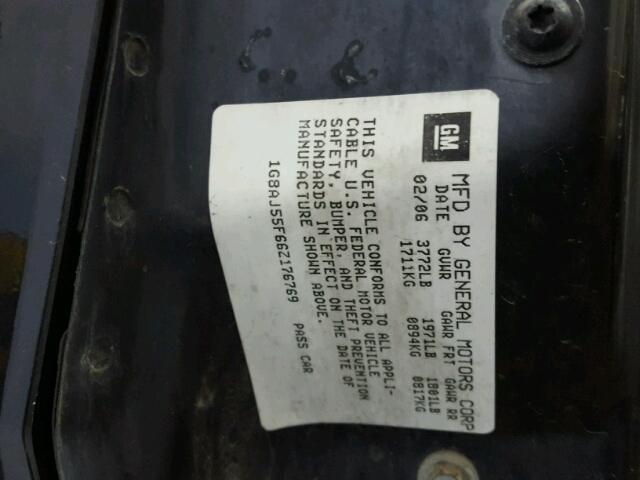 GM MFD BY GENERAL MOTORS CORP
DATE GVWR GAWR FRT GAWR RR
02/06 3772LB 1971LB 1801LB
1711KG 0894KG 0817KG
THIS VEHICLE CONFORMS TO ALL APPLI-
CABLE U.S. FEDERAL MOTOR VEHICLE
SAFETY, BUMPER, AND THEFT PREVENTION
STANDARDS IN EFFECT ON THE DATE OF
MANUFACTURE SHOWN ABOVE.
1G8AJ55F66Z176769 PASS CAR